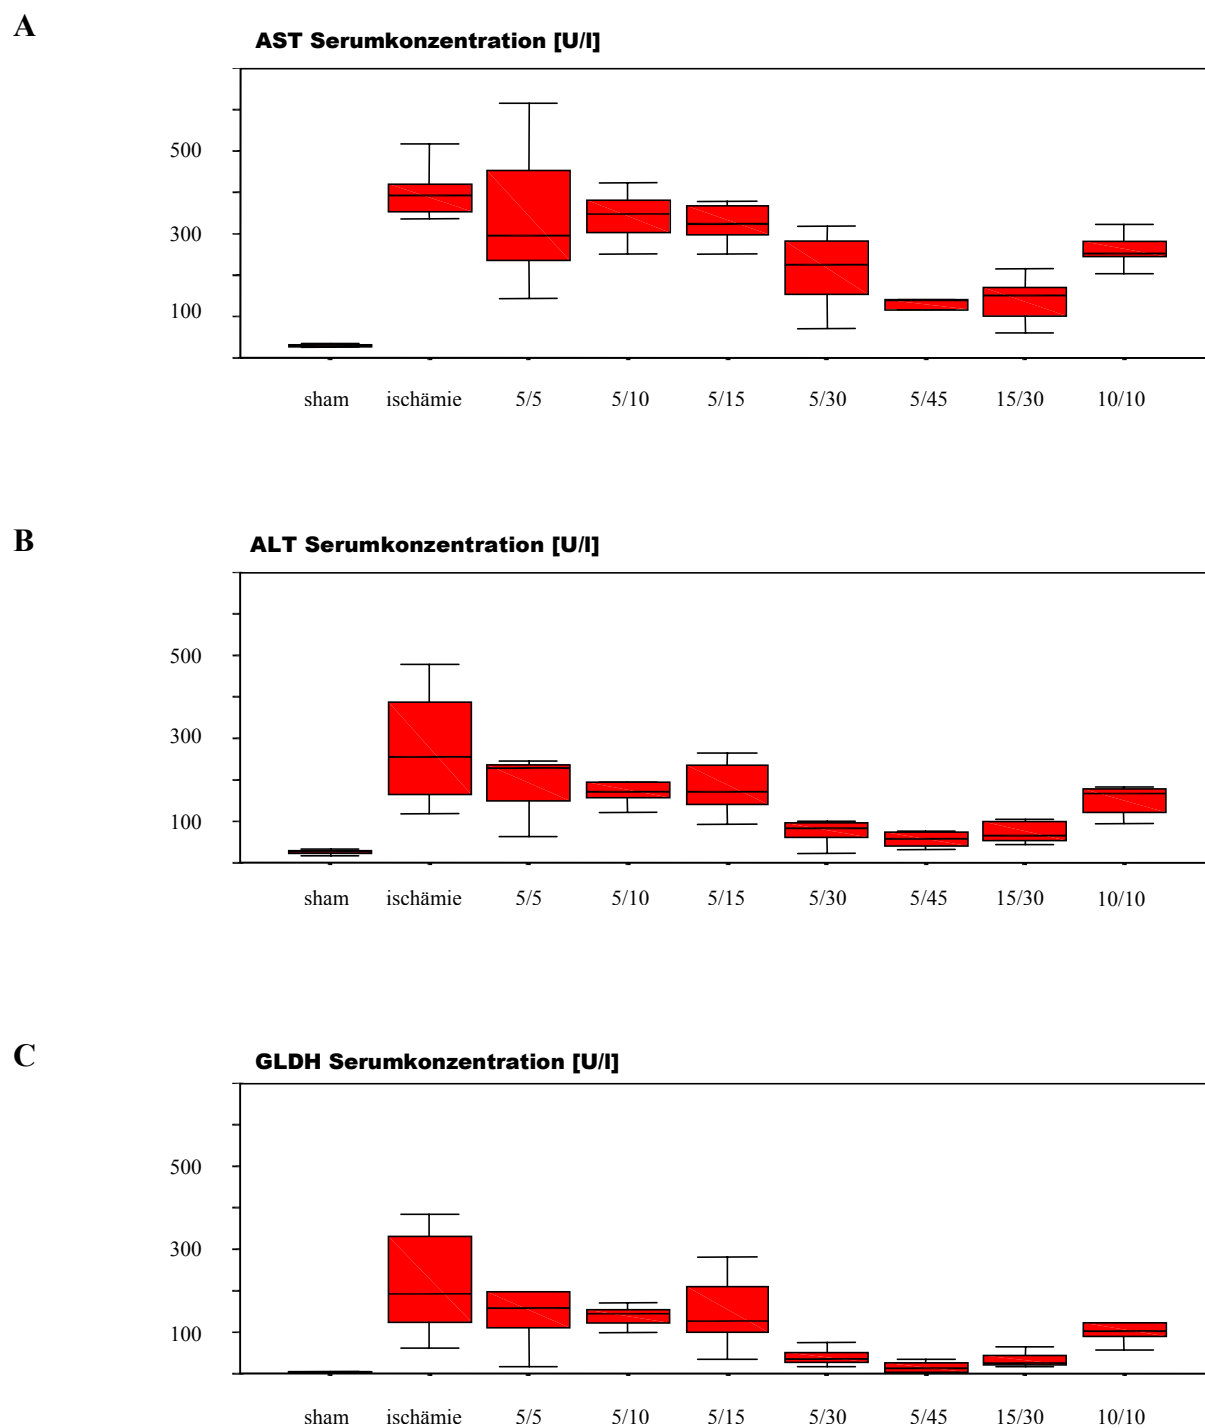 A
AST Serumkonzentration [U/l]
500
300
100
sham ischämie 5/5 5/10 5/15 5/30 5/45 15/30 10/10
B
ALT Serumkonzentration [U/l]
500
300
100
sham ischämie 5/5 5/10 5/15 5/30 5/45 15/30 10/10
C
GLDH Serumkonzentration [U/l]
500
300
100
sham ischämie 5/5 5/10 5/15 5/30 5/45 15/30 10/10